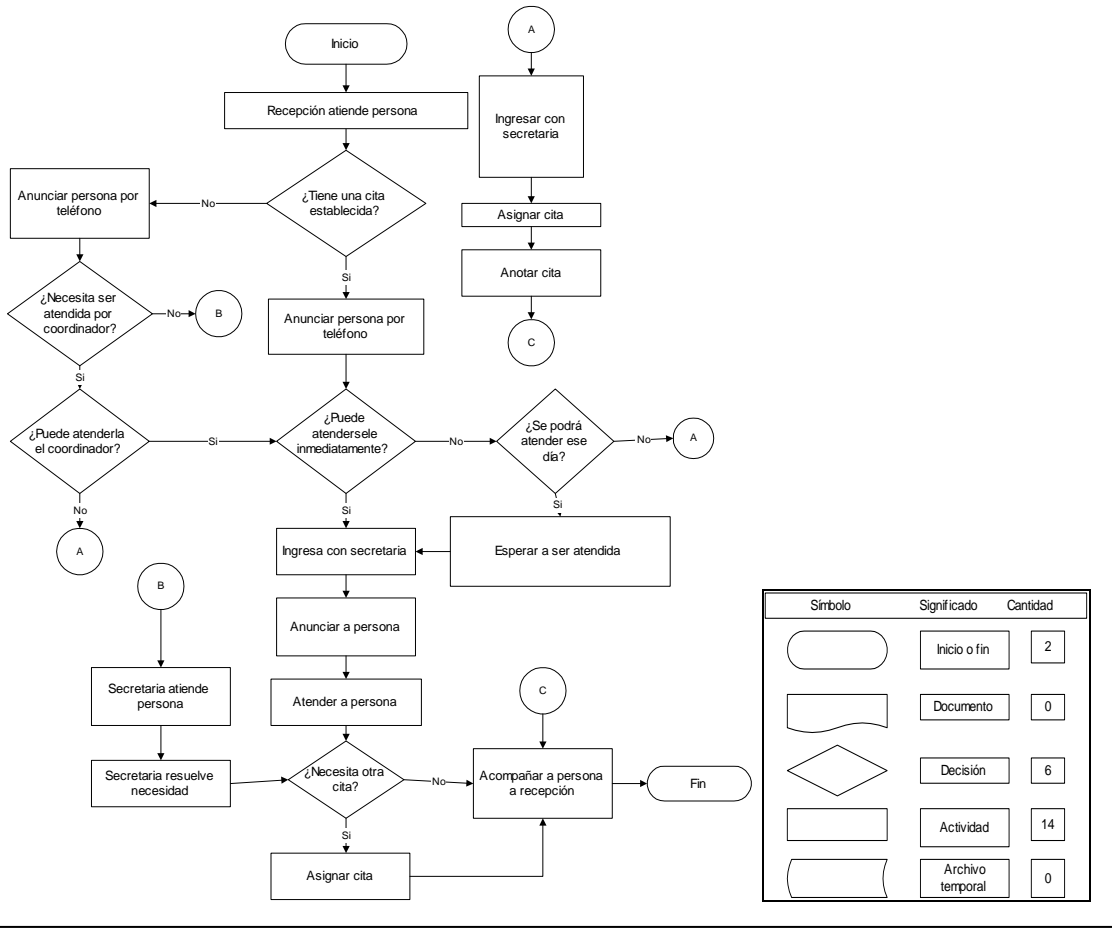 Inicio
Recepción atiende persona
¿Tiene una cita
establecida?
No
Anunciar persona por
teléfono
¿Necesita ser
atendida por
coordinador?
No
B
Si
¿Puede atenderla
el coordinador?
No
A
Si
Si
Anunciar persona por
teléfono
¿Puede
atendersele
inmediatamente?
No
¿Se podrá
atender ese
día?
No
A
Si
Esperar a ser atendida
Si
Ingresa con secretaria
Anunciar a persona
Atender a persona
¿Necesita otra
cita?
No
Si
Asignar cita
Acompañar a persona
a recepción
Fin
A
Ingresar con
secretaria
Asignar cita
Anotar cita
C
B
Secretaria atiende
persona
Secretaria resuelve
necesidad
C
Símbolo Significado Cantidad
Inicio o fin 2
Documento 0
Decisión 6
Actividad 14
Archivo
temporal 0